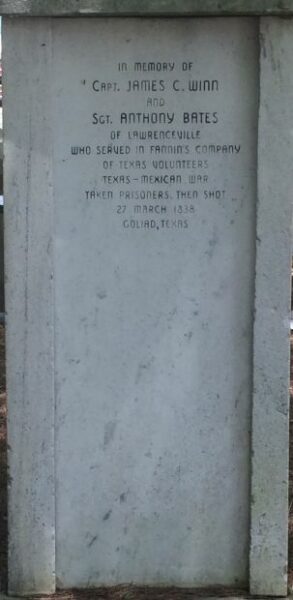 IN MEMORY OF
CAPT. JAMES C. WINN
AND
SGT. ANTHONY BATES
OF LAWRENCEVILLE
WHO SERVED IN FANNIN'S COMPANY
OF TEXAS VOLUNTEERS
TEXAS-MEXICAN WAR
TAKEN PRISONERS, THEN SHOT
27 MARCH 1838
GOLIAD, TEXAS